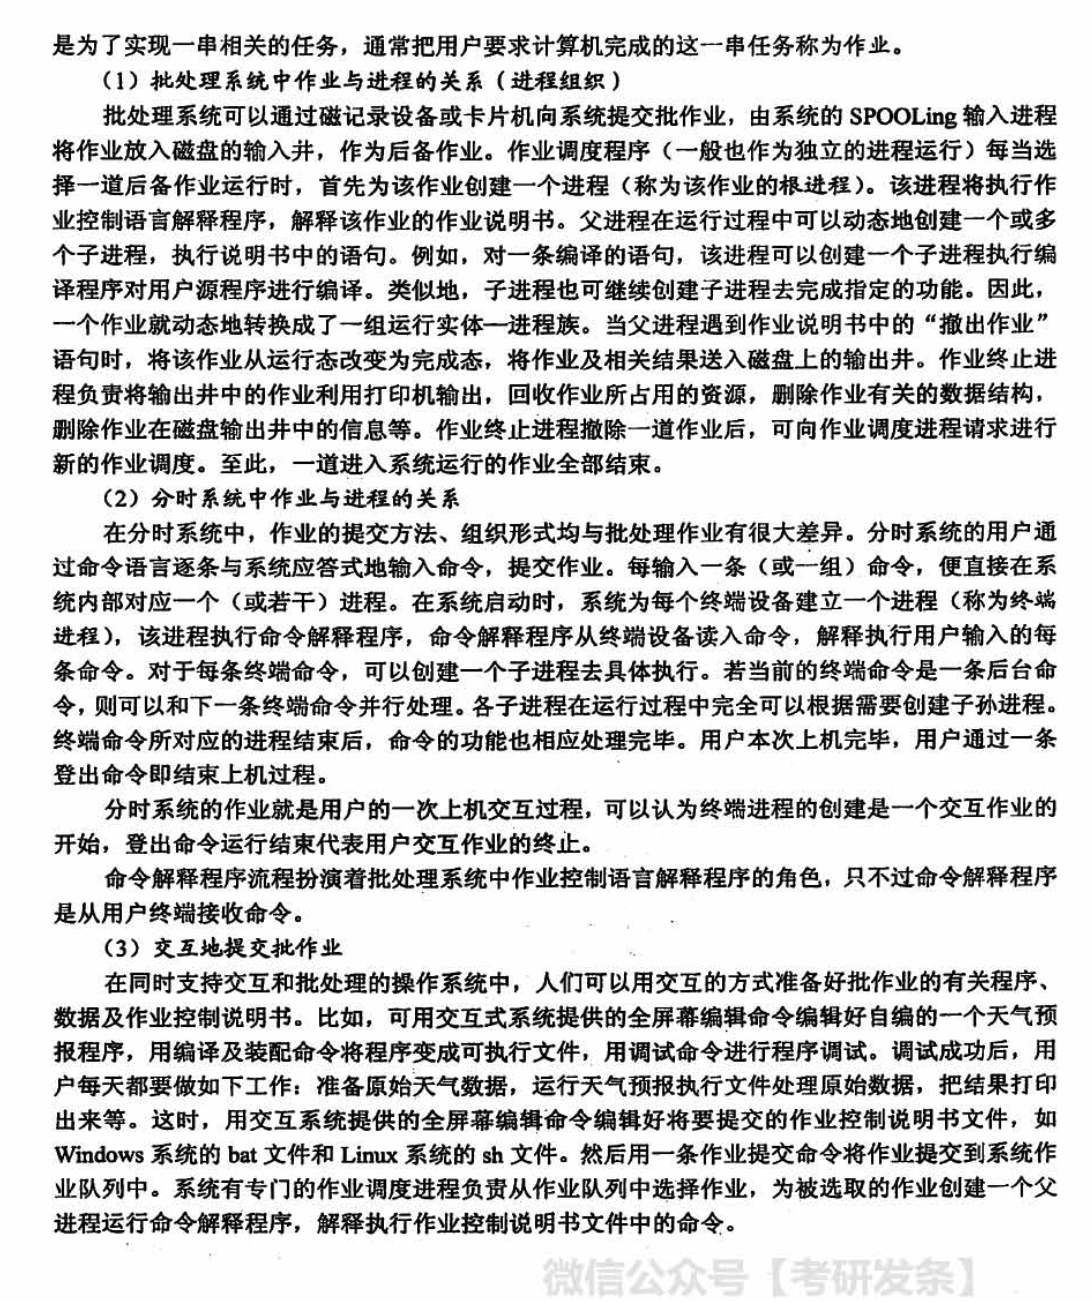 是为了实现一串相关的任务，通常把用户要求计算机完成的这一串任务称为作业。
（1）批处理系统中作业与进程的关系（进程组织）
批处理系统可以通过磁记录设备或卡片机向系统提交批作业，由系统的 SPOOLing 输入进程
将作业放入磁盘的输入井，作为后备作业。作业调度程序（一般也作为独立的进程运行）每当选
择一道后备作业运行时，首先为该作业创建一个进程（称为该作业的根进程）。该进程将执行作
业控制语言解释程序，解释该作业的作业说明书。父进程在运行过程中可以动态地创建一个或多
个子进程，执行说明书中的语句。例如，对一条编译的语句，该进程可以创建一个子进程执行编
译程序对用户源程序进行编译。类似地，子进程也可继续创建子进程去完成指定的功能。因此，
一个作业就动态地转换成了一组运行实体—进程族。当父进程遇到作业说明书中的“撤出作业”
语句时，将该作业从运行态改变为完成态，将作业及相关结果送入磁盘上的输出井。作业终止进
程负责将输出井中的作业利用打印机输出，回收作业所占用的资源，删除作业有关的数据结构，
删除作业在磁盘输出井中的信息等。作业终止进程撤除一道作业后，可向作业调度进程请求进行
新的作业调度。至此，一道进入系统运行的作业全部结束。
（2）分时系统中作业与进程的关系
在分时系统中，作业的提交方法、组织形式均与批处理作业有很大差异。分时系统的用户通
过命令语言逐条与系统应答式地输入命令，提交作业。每输入一条（或一组）命令，便直接在系
统内部对应一个（或若干）进程。在系统启动时，系统为每个终端设备建立一个进程（称为终端
进程），该进程执行命令解释程序，命令解释程序从终端设备读入命令，解释执行用户输入的每
条命令。对于每条终端命令，可以创建一个子进程去具体执行。若当前的终端命令是一条后台命
令，则可以和下一条终端命令并行处理。各子进程在运行过程中完全可以根据需要创建子孙进程。
终端命令所对应的进程结束后，命令的功能也相应处理完毕。用户本次上机完毕，用户通过一条
登出命令即结束上机过程。
分时系统的作业就是用户的一次上机交互过程，可以认为终端进程的创建是一个交互作业的
开始，登出命令运行结束代表用户交互作业的终止。
命令解释程序流程扮演着批处理系统中作业控制语言解释程序的角色，只不过命令解释程序
是从用户终端接收命令。
（3）交互地提交批作业
在同时支持交互和批处理的操作系统中，人们可以用交互的方式准备好批作业的有关程序、
数据及作业控制说明书。比如，可用交互式系统提供的全屏幕编辑命令编辑好自编的一个天气预
报程序，用编译及装配命令将程序变成可执行文件，用调试命令进行程序调试。调试成功后，用
户每天都要做如下工作：准备原始天气数据，运行天气预报执行文件处理原始数据，把结果打印
出来等。这时，用交互系统提供的全屏幕编辑命令编辑好将要提交的作业控制说明书文件，如
Windows 系统的 bat 文件和 Linux 系统的 sh 文件。然后用一条作业提交命令将作业提交到系统作
业队列中。系统有专门的作业调度进程负责从作业队列中选择作业，为被选取的作业创建一个父
进程运行命令解释程序，解释执行作业控制说明书文件中的命令。
微信公众号【考研发条】